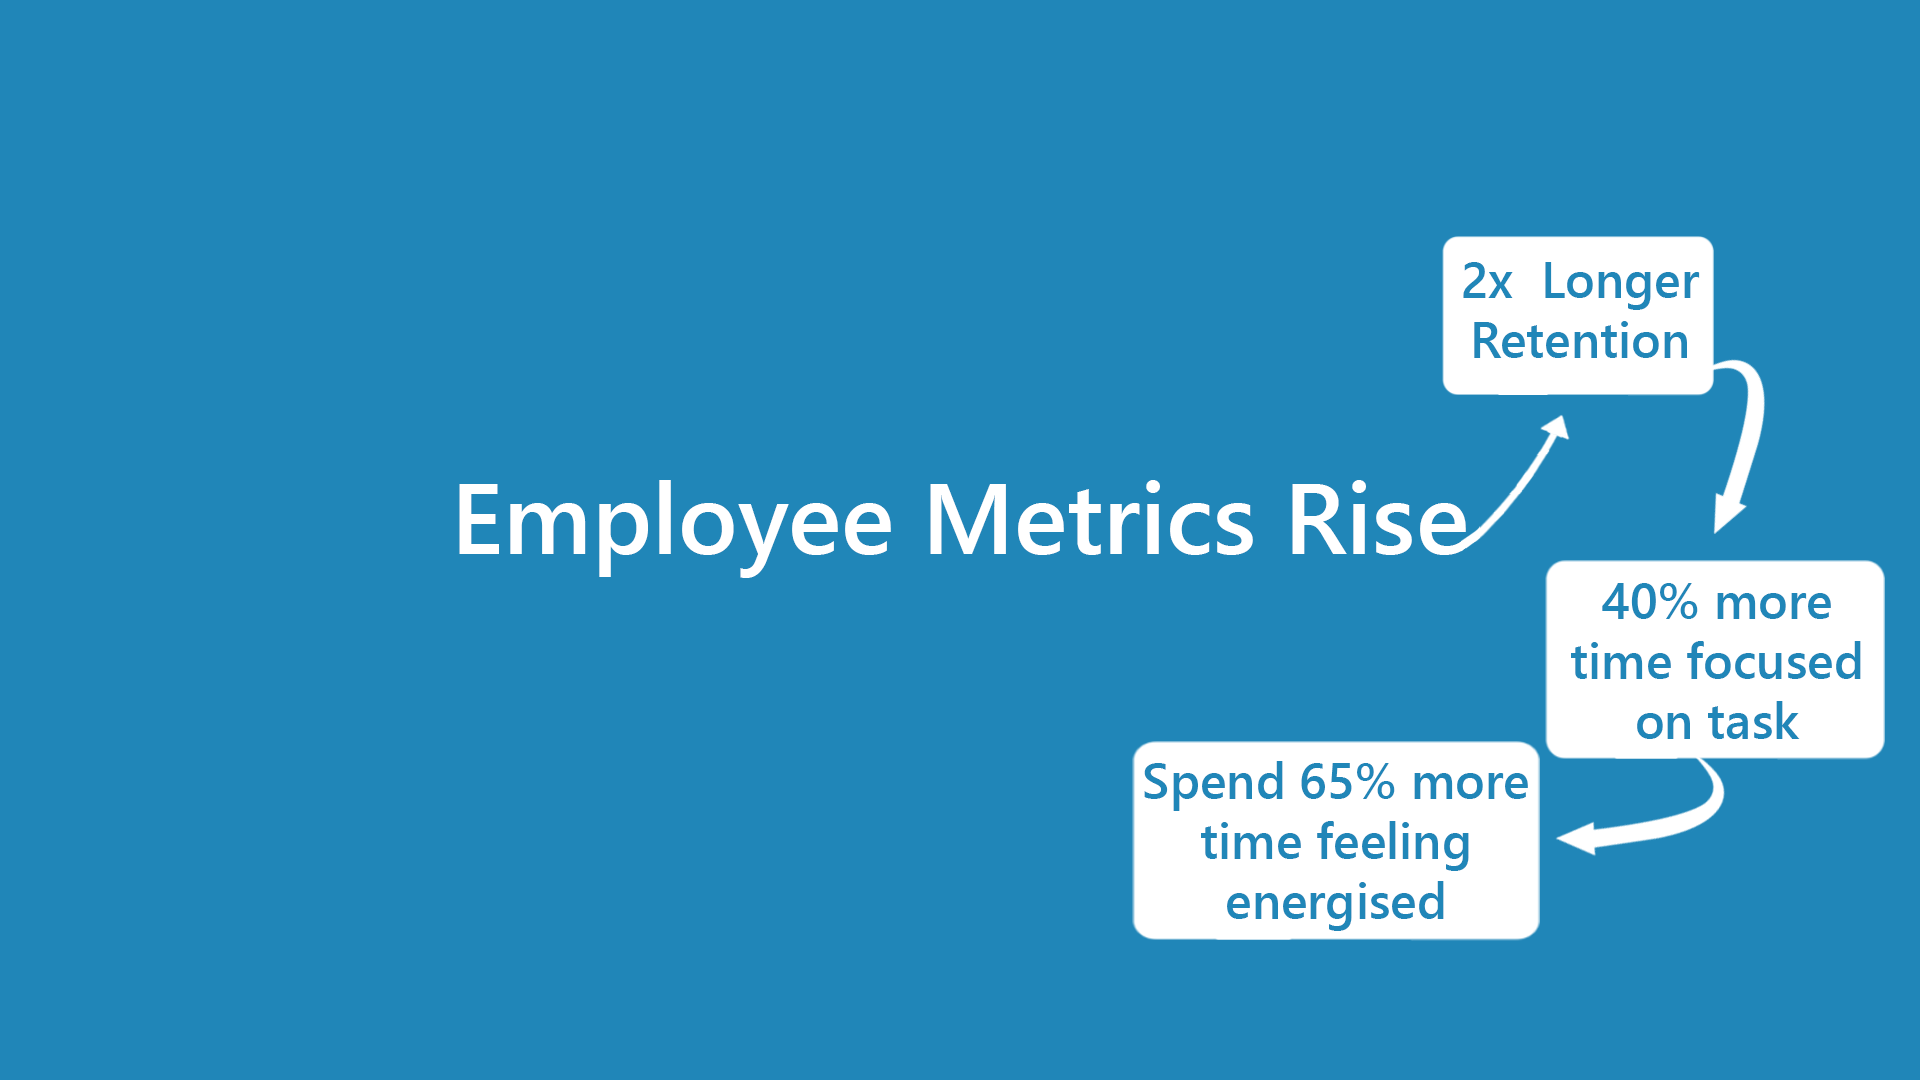 Employee Metrics Rise
2x  Longer
Retention
40% more
time focused
on task
Spend 65% more
time feeling
energised